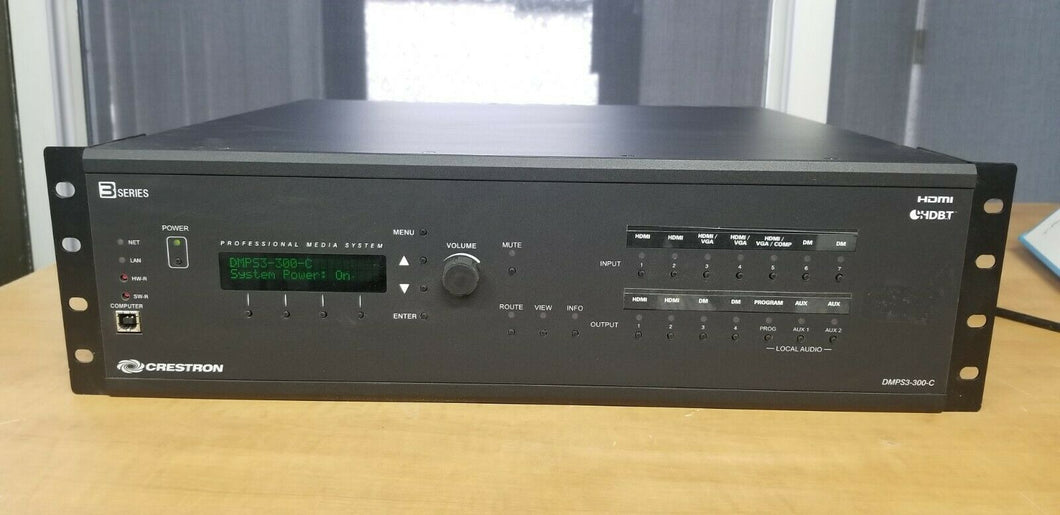 3 SERIES
POWER
NET
LAN
HW-R
SW-R
COMPUTER
CRESTRON
PROFESSIONAL MEDIA SYSTEM
DMPS3-300-C
System Power: On
MENU
ENTER
VOLUME
MUTE
ROUTE VIEW INFO
HDMI
HDBT
HDMI HDMI HDMI / VGA HDMI / VGA HDMI / VGA / COMP DM DM
INPUT 1 2 3 4 5 6 7
HDMI HDMI DM DM PROGRAM AUX AUX
OUTPUT 1 2 3 4 PROG AUX 1 AUX 2
LOCAL AUDIO
DMPS3-300-C